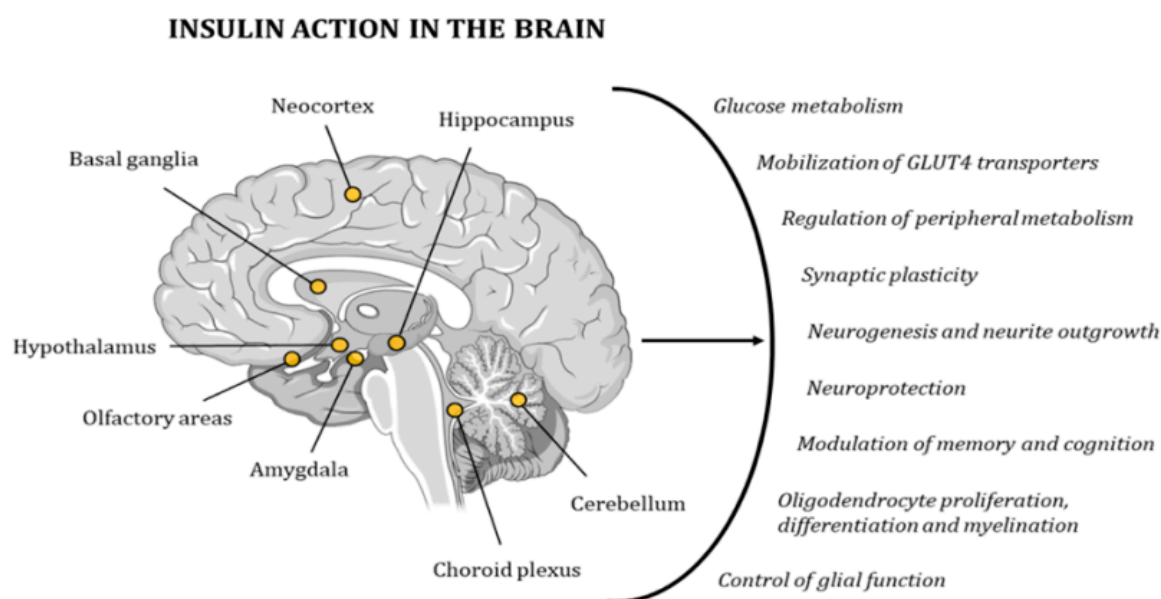 INSULIN ACTION IN THE BRAIN
Neocortex
Hippocampus
Basal ganglia
Hypothalamus
Olfactory areas
Amygdala
Cerebellum
Choroid plexus
Glucose metabolism
Mobilization of GLUT4 transporters
Regulation of peripheral metabolism
Synaptic plasticity
Neurogenesis and neurite outgrowth
Neuroprotection
Modulation of memory and cognition
Oligodendrocyte proliferation,
differentiation and myelination
Control of glial function